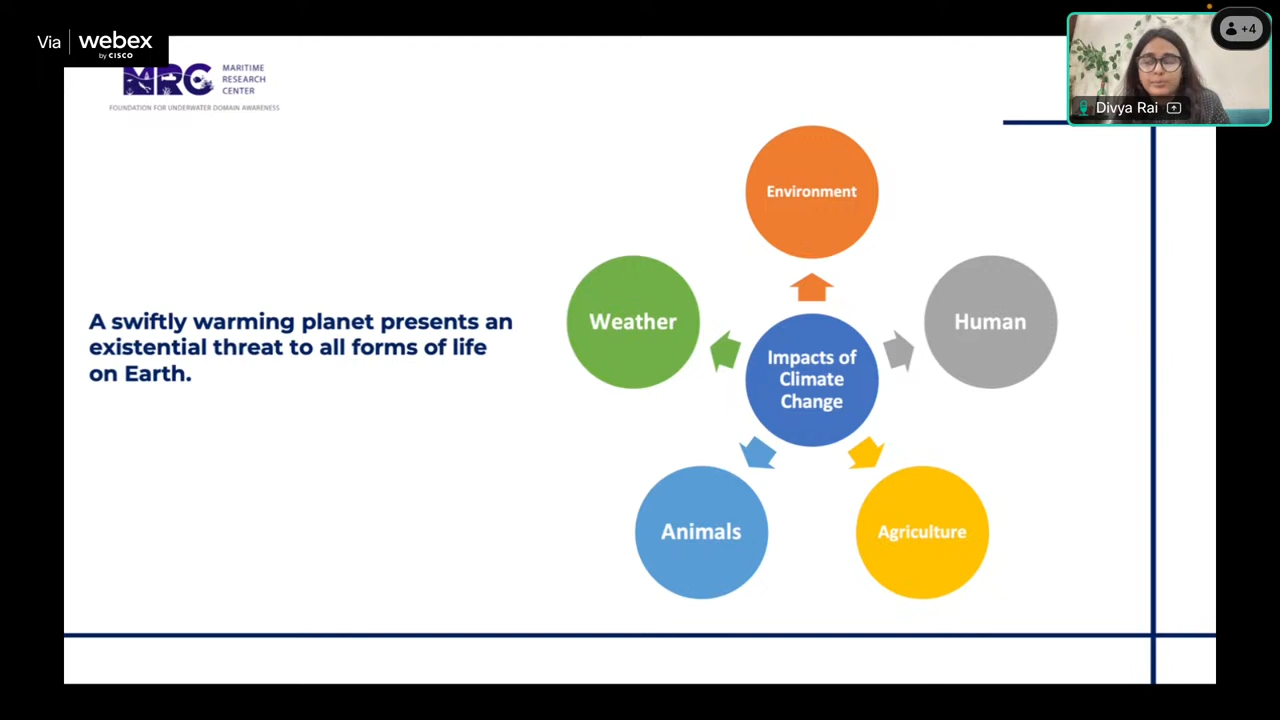 Via webex
by CISCO
+4
Divya Rai
MRC
MARITIME
RESEARCH
CENTER
FOUNDATION FOR UNDERWATER DOMAIN AWARENESS
A swiftly warming planet presents an
existential threat to all forms of life
on Earth.
Environment
Weather
Human
Impacts of
Climate
Change
Animals
Agriculture